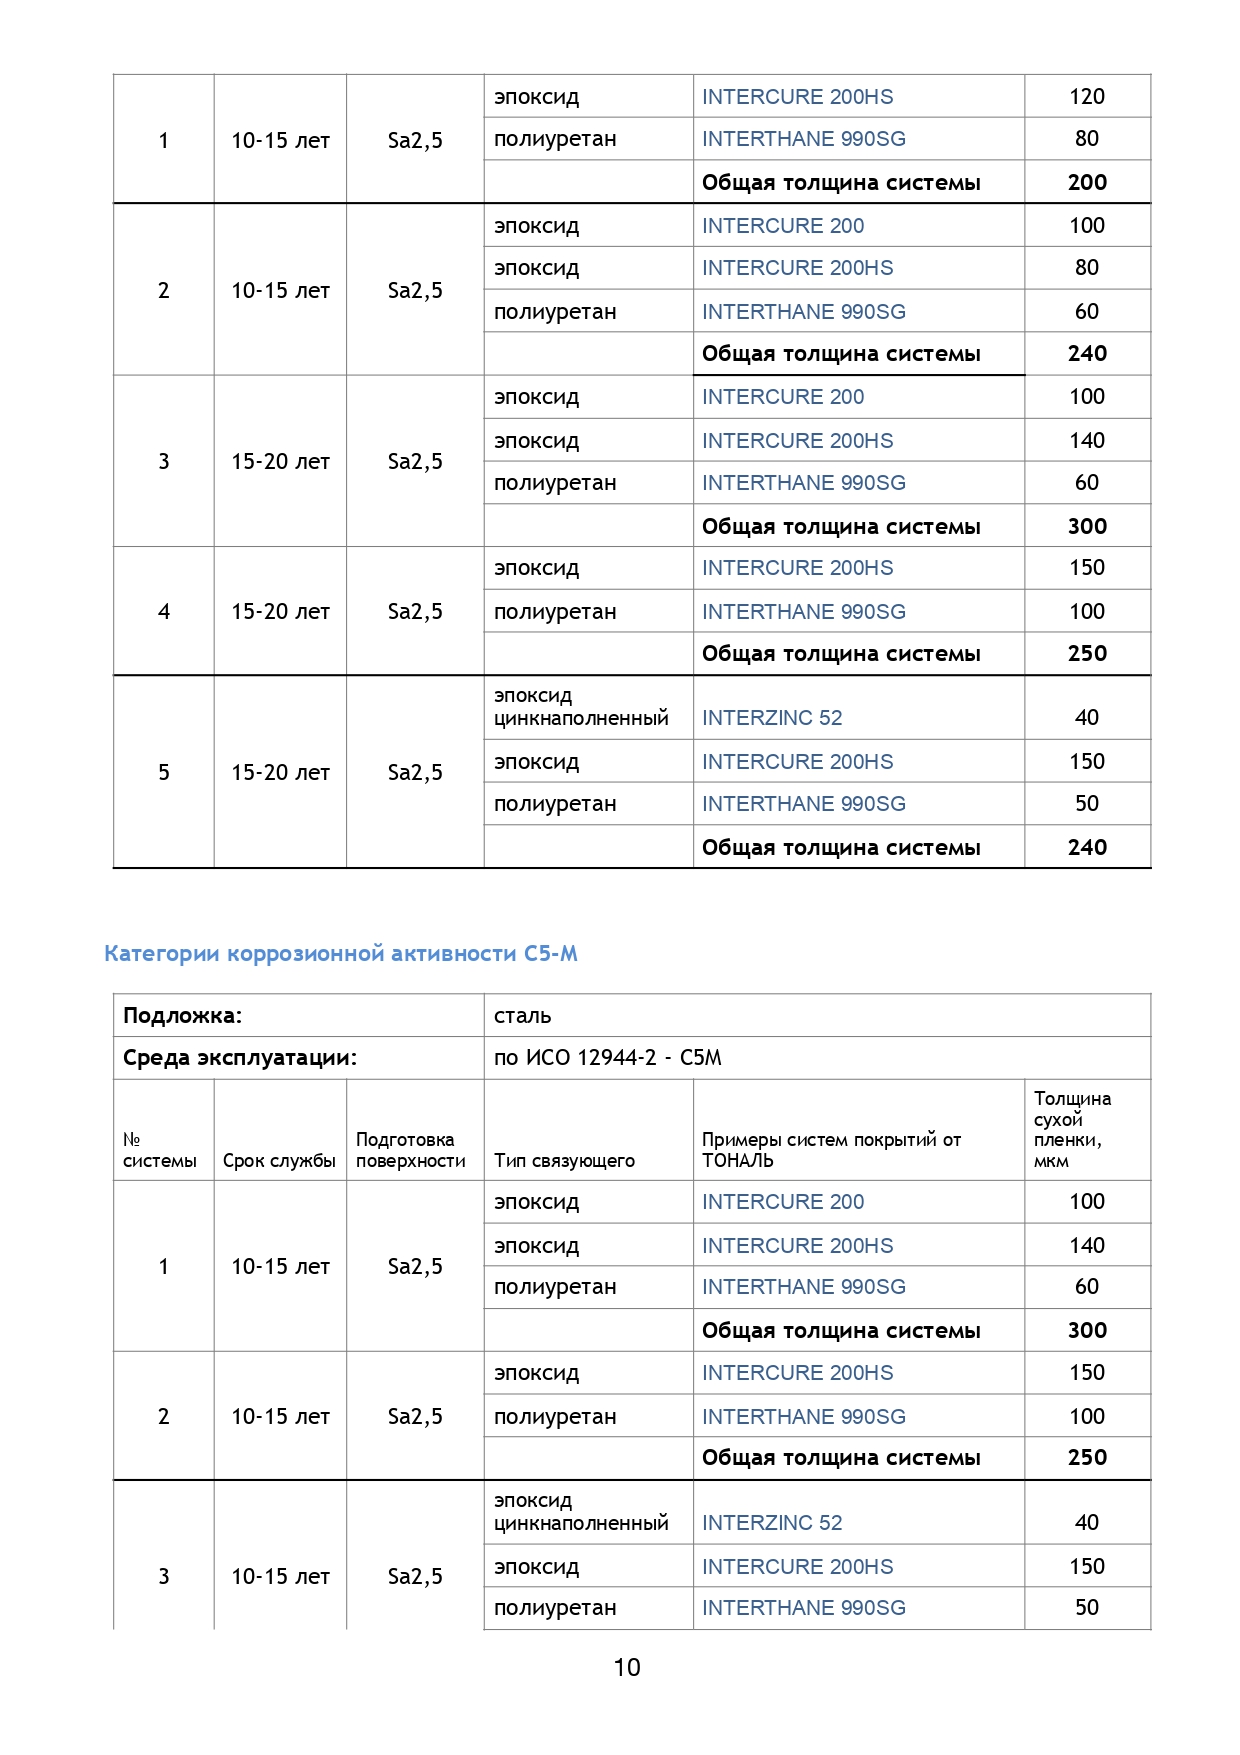 эпоксид INTERCURE 200HS 120
1 10-15 лет Sa2,5 полиуретан INTERTHANE 990SG 80
Общая толщина системы 200
эпоксид INTERCURE 200 100
эпоксид INTERCURE 200HS 80
2 10-15 лет Sa2,5
полиуретан INTERTHANE 990SG 60
Общая толщина системы 240
эпоксид INTERCURE 200 100
эпоксид INTERCURE 200HS 140
3 15-20 лет Sa2,5
полиуретан INTERTHANE 990SG 60
Общая толщина системы 300
эпоксид INTERCURE 200HS 150
4 15-20 лет Sa2,5 полиуретан INTERTHANE 990SG 100
Общая толщина системы 250
эпоксид
цинкнаполненный INTERZINC 52 40
эпоксид INTERCURE 200HS 150
5 15-20 лет Sa2,5
полиуретан INTERTHANE 990SG 50
Общая толщина системы 240
Категории коррозионной активности С5-М
Подложка: сталь
Среда эксплуатации: по ИСО 12944-2 - С5М
№
системы
Срок службы
Подготовка
поверхности
Тип связующего
Примеры систем покрытий от
ТОНАЛЬ
Толщина
сухой
пленки,
мкм
эпоксид INTERCURE 200 100
эпоксид INTERCURE 200HS 140
1 10-15 лет Sa2,5
полиуретан INTERTHANE 990SG 60
Общая толщина системы 300
эпоксид INTERCURE 200HS 150
2 10-15 лет Sa2,5 полиуретан INTERTHANE 990SG 100
Общая толщина системы 250
эпоксид
цинкнаполненный INTERZINC 52 40
эпоксид INTERCURE 200HS 150
3 10-15 лет Sa2,5
полиуретан INTERTHANE 990SG 50
10